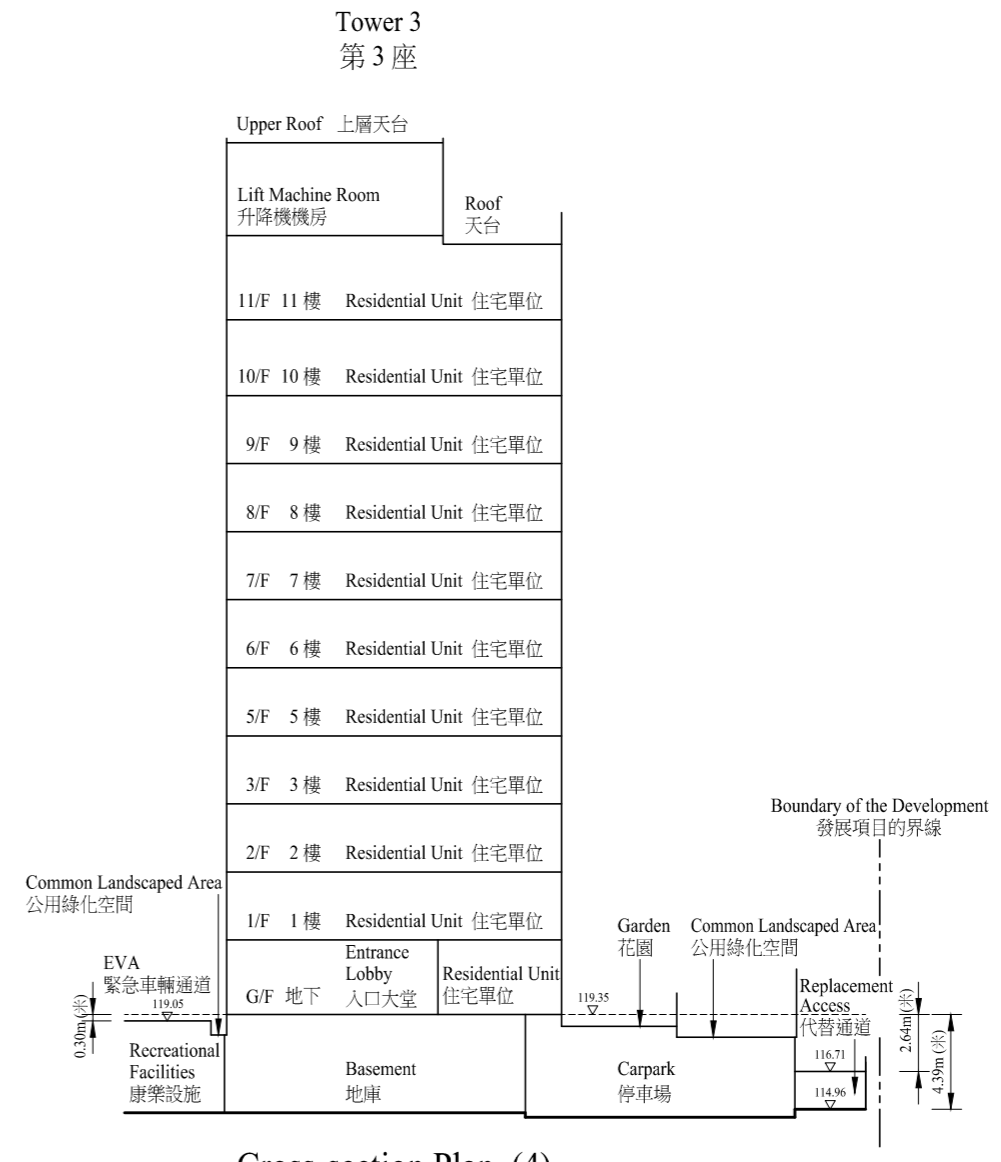 Tower 3
第 3 座
Upper Roof 上層天台
Lift Machine Room
升降機機房
Roof
天台
11/F 11 樓 Residential Unit 住宅單位
10/F 10 樓 Residential Unit 住宅單位
9/F 9 樓 Residential Unit 住宅單位
8/F 8 樓 Residential Unit 住宅單位
7/F 7 樓 Residential Unit 住宅單位
6/F 6 樓 Residential Unit 住宅單位
5/F 5 樓 Residential Unit 住宅單位
3/F 3 樓 Residential Unit 住宅單位
2/F 2 樓 Residential Unit 住宅單位
1/F 1 樓 Residential Unit 住宅單位
Boundary of the Development
發展項目的界線
Common Landscaped Area
公用綠化空間
EVA
緊急車輛通道
119.05
0.30m (米)
G/F 地下
Entrance
Lobby
入口大堂
Residential Unit
住宅單位
119.35
Garden
花園
Common Landscaped Area
公用綠化空間
Replacement
Access
代替通道
116.71
114.96
2.64m (米)
4.39m (米)
Recreational
Facilities
康樂設施
Basement
地庫
Carpark
停車場
Cross-section Plan (4)